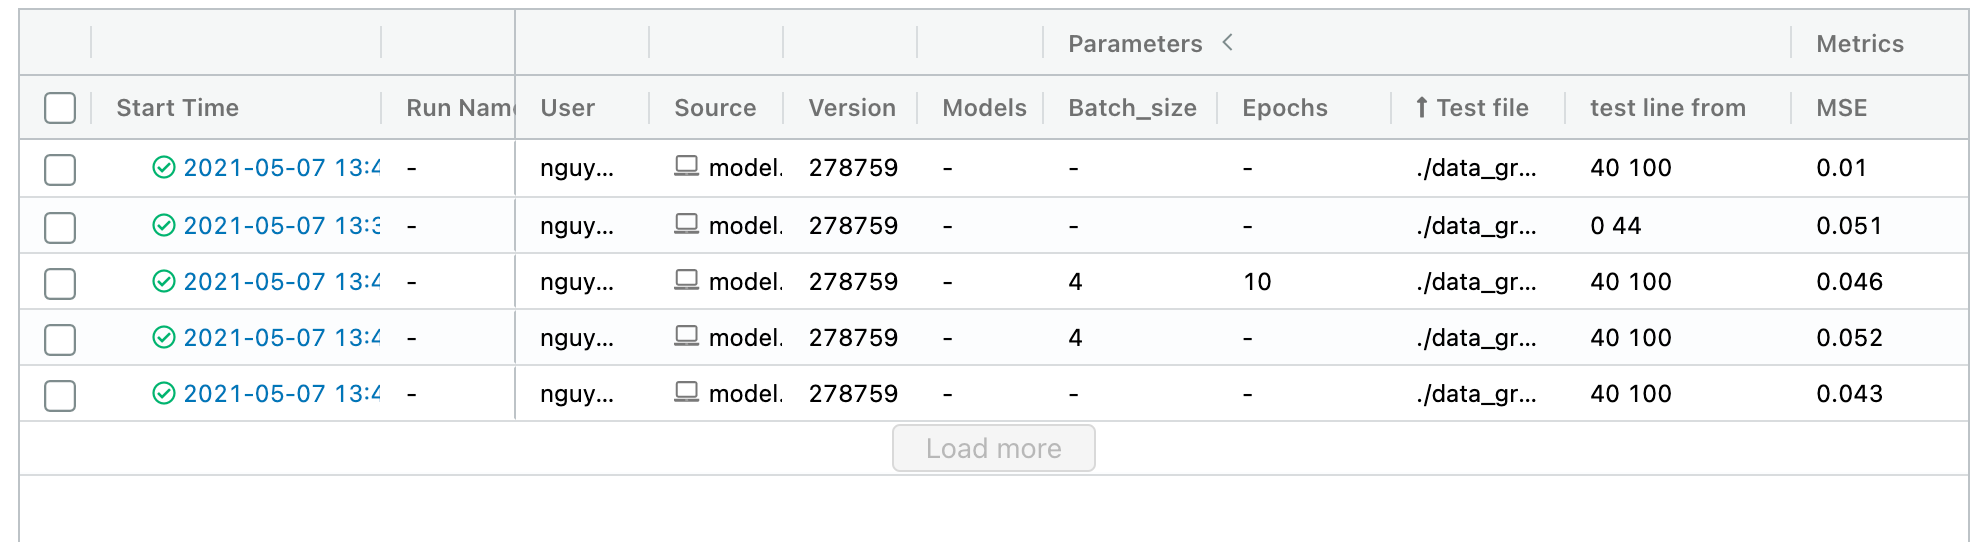 Parameters Metrics
Start Time Run Nam User Source Version Models Batch_size Epochs ↑ Test file test line from MSE
2021-05-07 13:4 - nguy... model. 278759 - - - ./data_gr... 40 100 0.01
2021-05-07 13:3 - nguy... model. 278759 - - - ./data_gr... 0 44 0.051
2021-05-07 13:4 - nguy... model. 278759 - 4 10 ./data_gr... 40 100 0.046
2021-05-07 13:4 - nguy... model. 278759 - 4 - ./data_gr... 40 100 0.052
2021-05-07 13:4 - nguy... model. 278759 - - - ./data_gr... 40 100 0.043
Load more